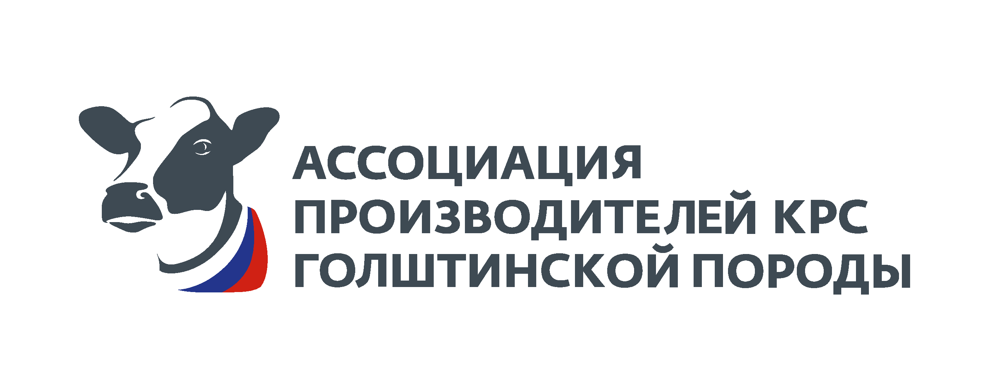 АССОЦИАЦИЯ
ПРОИЗВОДИТЕЛЕЙ КРС
ГОЛШТИНСКОЙ ПОРОДЫ